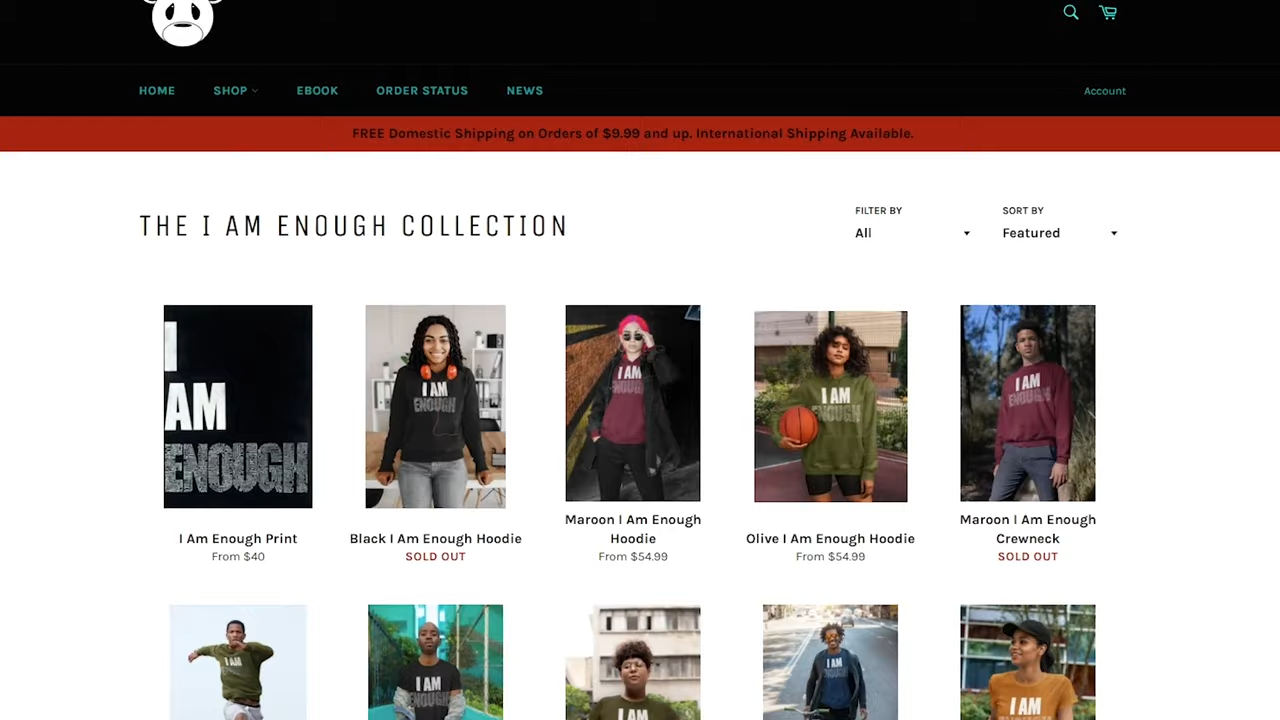 HOME SHOP EBOOK ORDER STATUS NEWS Account
FREE Domestic Shipping on Orders of $9.99 and up. International Shipping Available.
THE I AM ENOUGH COLLECTION
FILTER BY
All
SORT BY
Featured
I
AM
ENOUGH
I AM
ENOUGH
I AM
ENOUGH
I AM
ENOUGH
I AM
ENOUGH
I Am Enough Print
From $40
Black I Am Enough Hoodie
SOLD OUT
Maroon I Am Enough
Hoodie
From $54.99
Olive I Am Enough Hoodie
From $54.99
Maroon I Am Enough
Crewneck
SOLD OUT
I AM
I AM
ENOUGH
I AM
I AM
ENOUGH
I AM